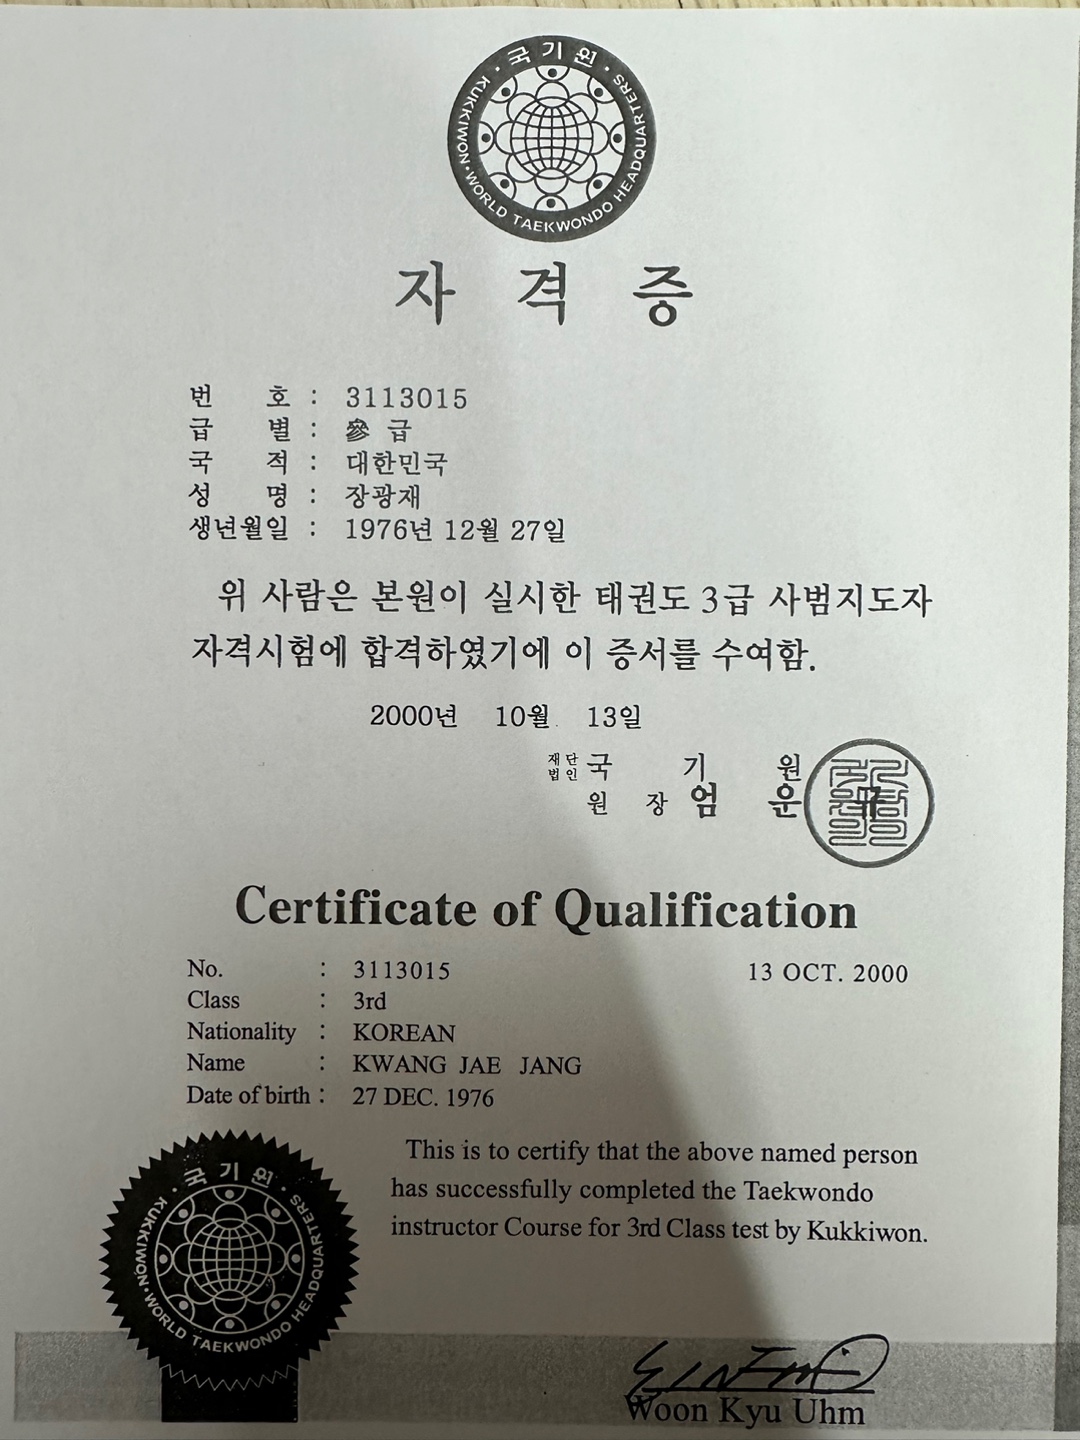 · 국기원 ·
KUKKIWON · WORLD TAEKWONDO HEADQUARTERS
자 격 증
번 호 : 3113015
급 별 : 參 급
국 적 : 대한민국
성 명 : 장광재
생년월일 : 1976년 12월 27일
위 사람은 본원이 실시한 태권도 3급 사범지도자
자격시험에 합격하였기에 이 증서를 수여함.
2000년 10월 13일
재단법인 국 기 원
원 장 엄 운 규
Certificate of Qualification
No. : 3113015 13 OCT. 2000
Class : 3rd
Nationality : KOREAN
Name : KWANG JAE JANG
Date of birth : 27 DEC. 1976
This is to certify that the above named person
has successfully completed the Taekwondo
instructor Course for 3rd Class test by Kukkiwon.
· 국기원 ·
KUKKIWON · WORLD TAEKWONDO HEADQUARTERS
Woon Kyu Uhm